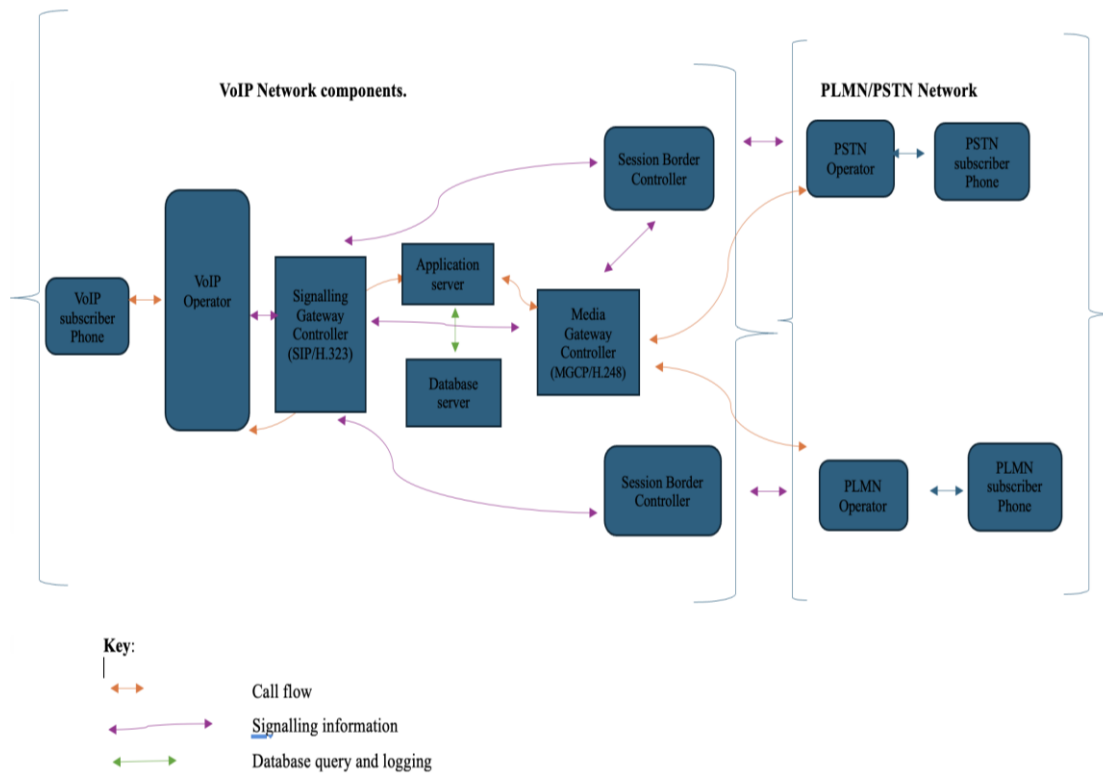 VoIP Network components.
PLMN/PSTN Network
VoIP
subscriber
Phone
VoIP
Operator
Signalling
Gateway
Controller
(SIP/H.323)
Application
server
Database
server
Session Border
Controller
Media
Gateway
Controller
(MGCP/H.248)
Session Border
Controller
PSTN
Operator
PSTN
subscriber
Phone
PLMN
Operator
PLMN
subscriber
Phone
Key:
Call flow
Signalling information
Database query and logging